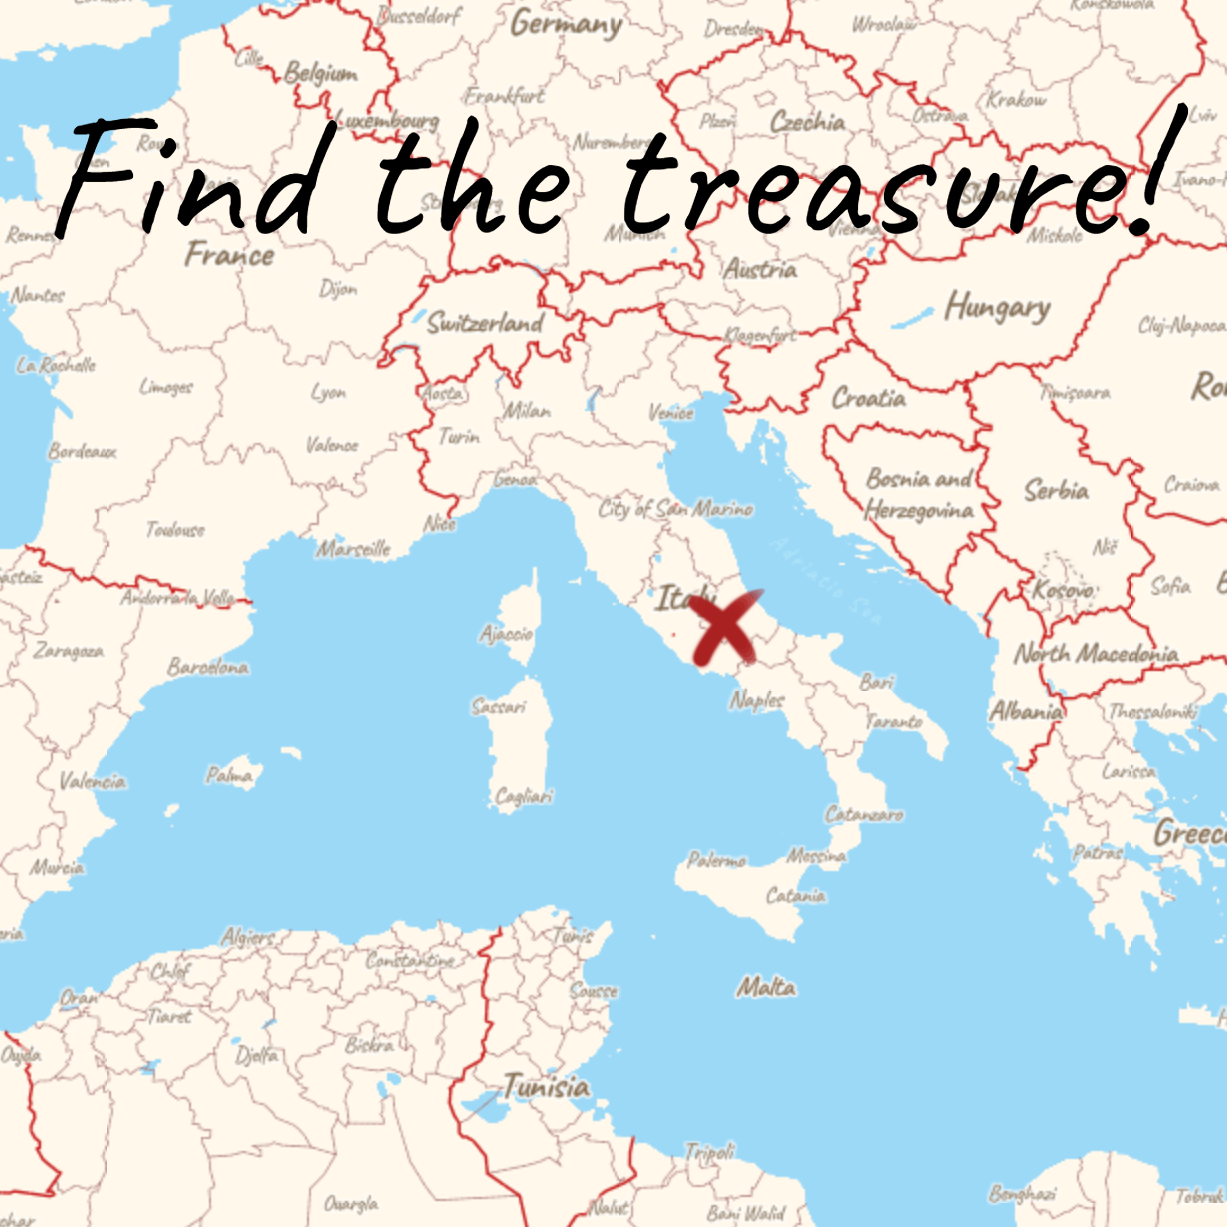 Dusseldorf
Germany
Dresden
Wroclaw
Konskowola
Lille
Belgium
Frankfurt
Krakow
Luxembourg
Plzeň
Czechia
Ostrava
Lviv
Nuremberg
Find the treasure!
Rennes
France
Munich
Vienna
Miskolc
Austria
Nantes
Dijon
Switzerland
Hungary
Klagenfurt
Cluj-Napoca
La Rochelle
Limoges
Lyon
Aosta
Milan
Venice
Croatia
Timișoara
Bordeaux
Valence
Turin
Genoa
Bosnia and
Herzegovina
Serbia
Craiova
City of San Marino
Toulouse
Marseille
Nice
Adriatic Sea
Niš
Sofia
Andorra la Vella
Italy
Kosovo
Zaragoza
Barcelona
Ajaccio
North Macedonia
Bari
Sassari
Naples
Taranto
Albania
Thessaloniki
Valencia
Palma
Cagliari
Larissa
Catanzaro
Greece
Murcia
Palermo
Messina
Patras
Catania
Algiers
Tunis
Chlef
Constantine
Malta
Oran
Sousse
Tiaret
Oujda
Djelfa
Biskra
Tunisia
Tripoli
Ouargla
Nalut
Bani Walid
Benghazi
Tobruk